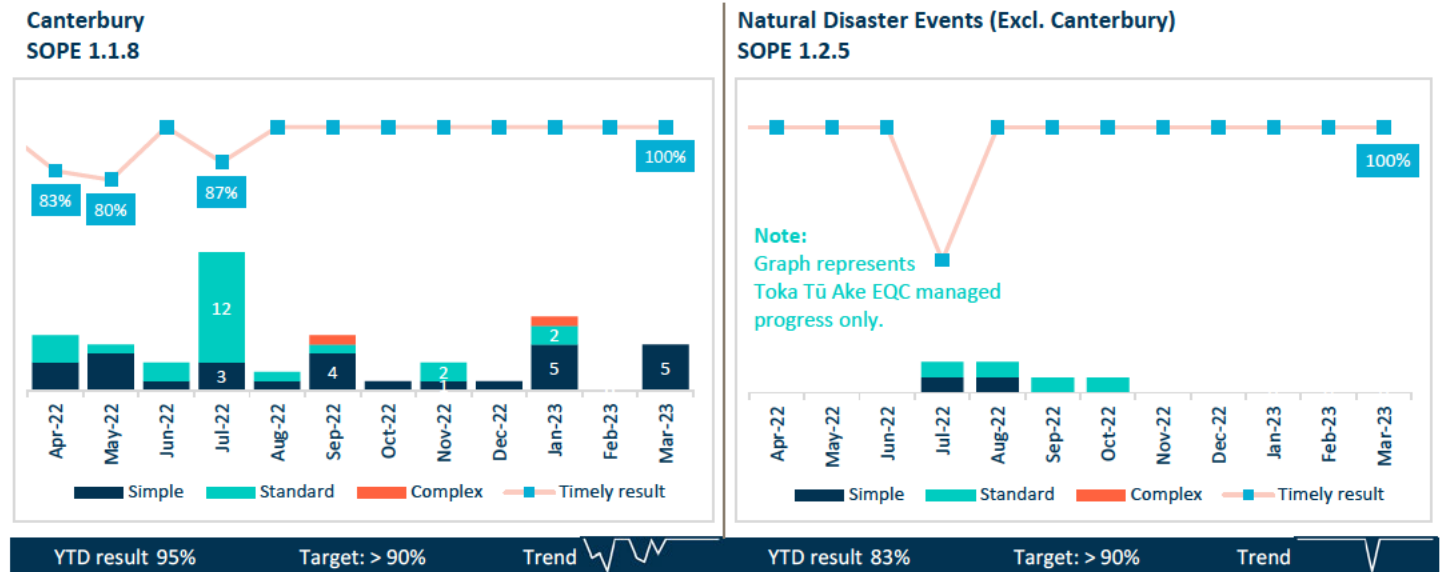 Canterbury
SOPE 1.1.8
83%
80%
87%
100%
12
3
4
2
1
2
5
5
Apr-22
May-22
Jun-22
Jul-22
Aug-22
Sep-22
Oct-22
Nov-22
Dec-22
Jan-23
Feb-23
Mar-23
Simple Standard Complex Timely result
YTD result 95% Target: > 90% Trend
Natural Disaster Events (Excl. Canterbury)
SOPE 1.2.5
100%
Note:
Graph represents
Toka Tū Ake EQC managed
progress only.
Apr-22
May-22
Jun-22
Jul-22
Aug-22
Sep-22
Oct-22
Nov-22
Dec-22
Jan-23
Feb-23
Mar-23
Simple Standard Complex Timely result
YTD result 83% Target: > 90% Trend